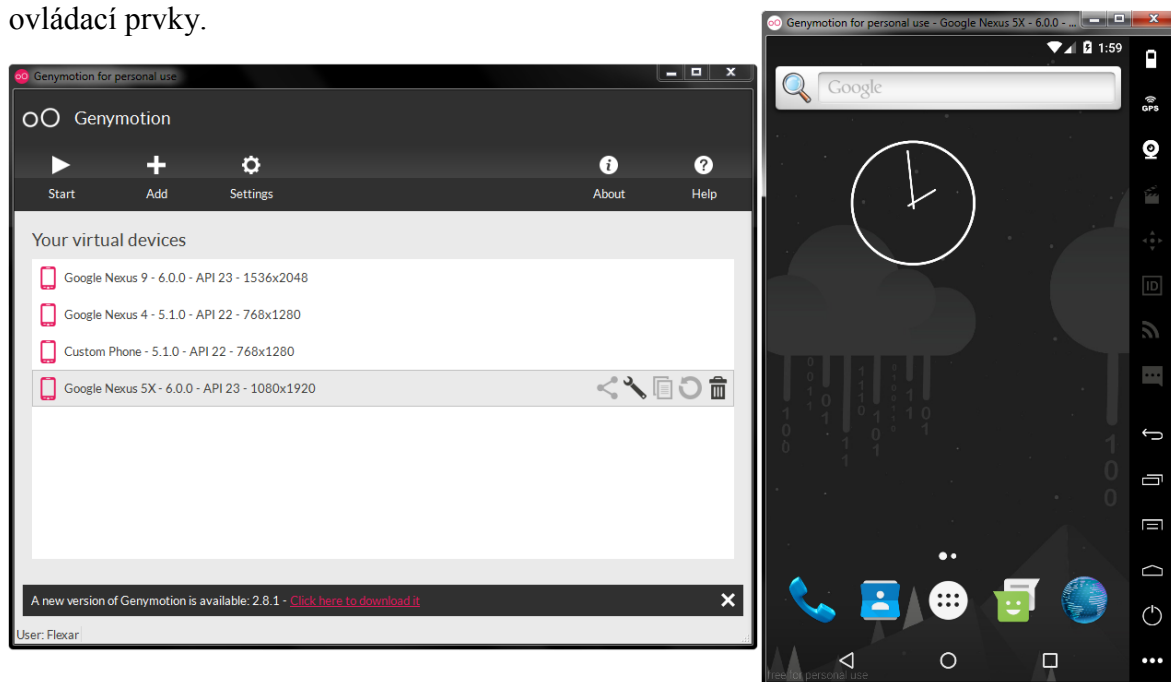 ovládací prvky.
Genymotion for personal use
Genymotion
Start Add Settings About Help
Your virtual devices
Google Nexus 9 - 6.0.0 - API 23 - 1536x2048
Google Nexus 4 - 5.1.0 - API 22 - 768x1280
Custom Phone - 5.1.0 - API 22 - 768x1280
Google Nexus 5X - 6.0.0 - API 23 - 1080x1920
A new version of Genymotion is available: 2.8.1 - Click here to download it
User: Flexar
Genymotion for personal use - Google Nexus 5X - 6.0.0 - ...
1:59
Google
GPS
ID
free for personal use